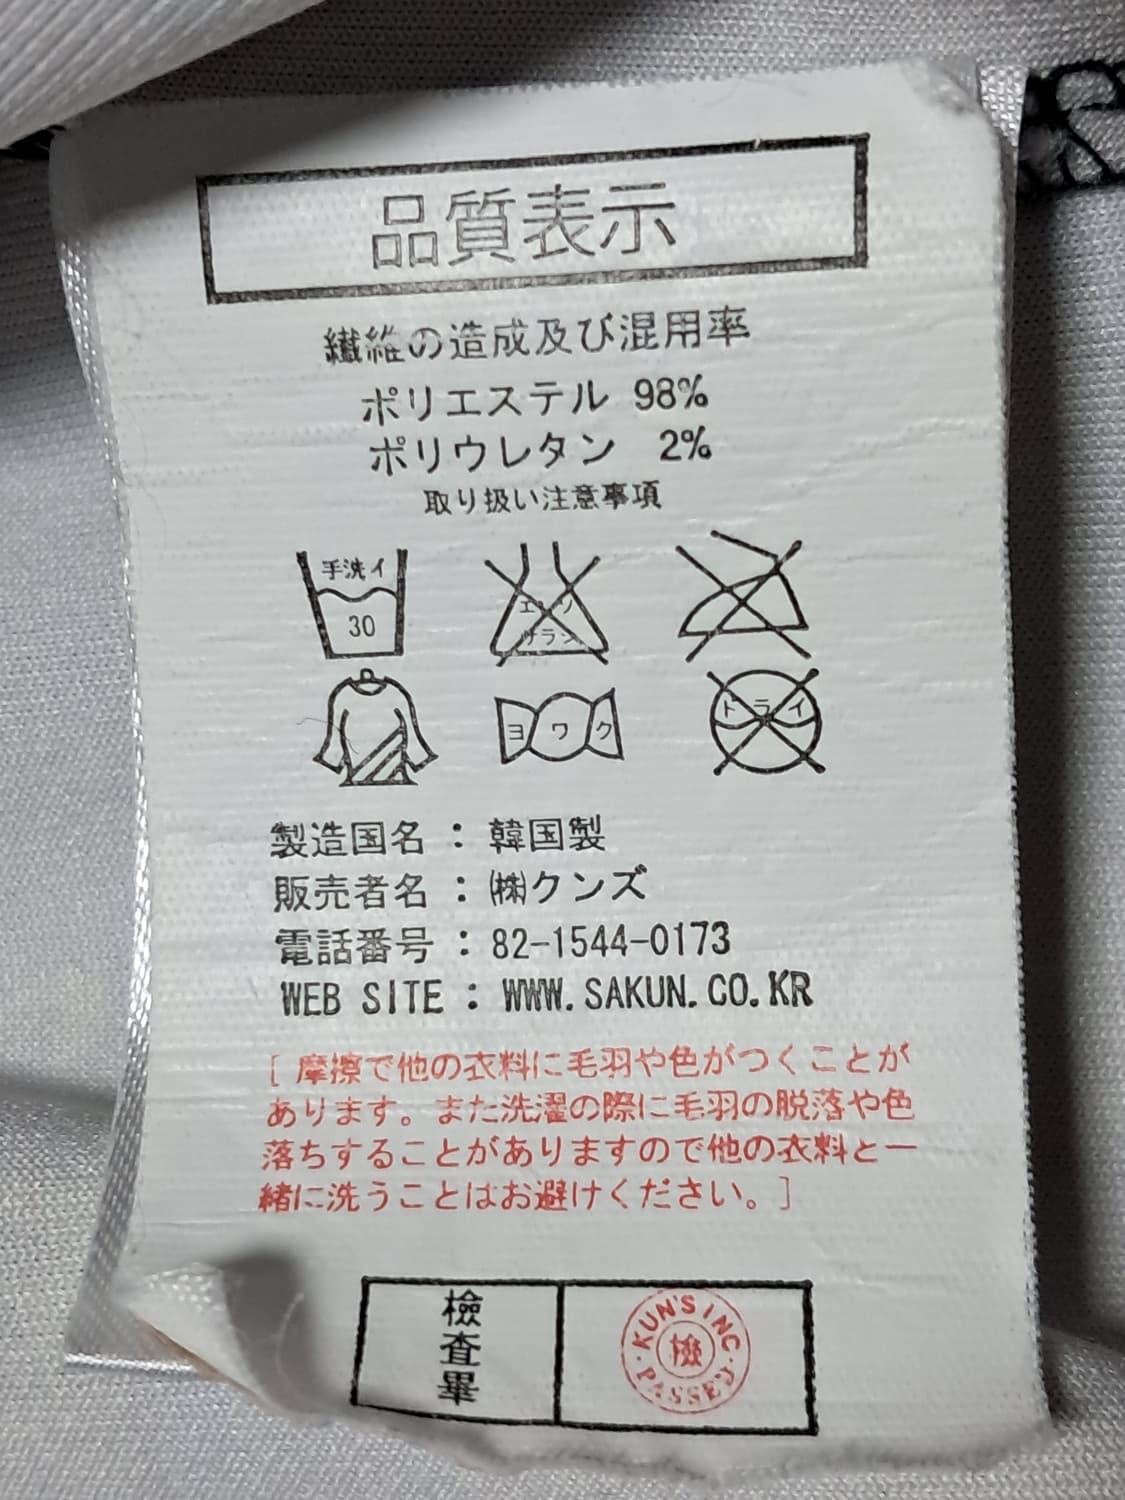 品質表示
繊維の造成及び混用率
ポリエステル 98%
ポリウレタン 2%
取り扱い注意事項
手洗イ
30
エンソ
サラシ
ヨワク
ドライ
製造国名 : 韓国製
販売者名 : ㈱クンズ
電話番号 : 82-1544-0173
WEB SITE : WWW.SAKUN.CO.KR
[ 摩擦で他の衣料に毛羽や色がつくことが
あります。また洗濯の際に毛羽の脱落や色
落ちすることがありますので他の衣料と一
緒に洗うことはお避けください。]
檢査畢
KUN'S INC
檢
PASSED